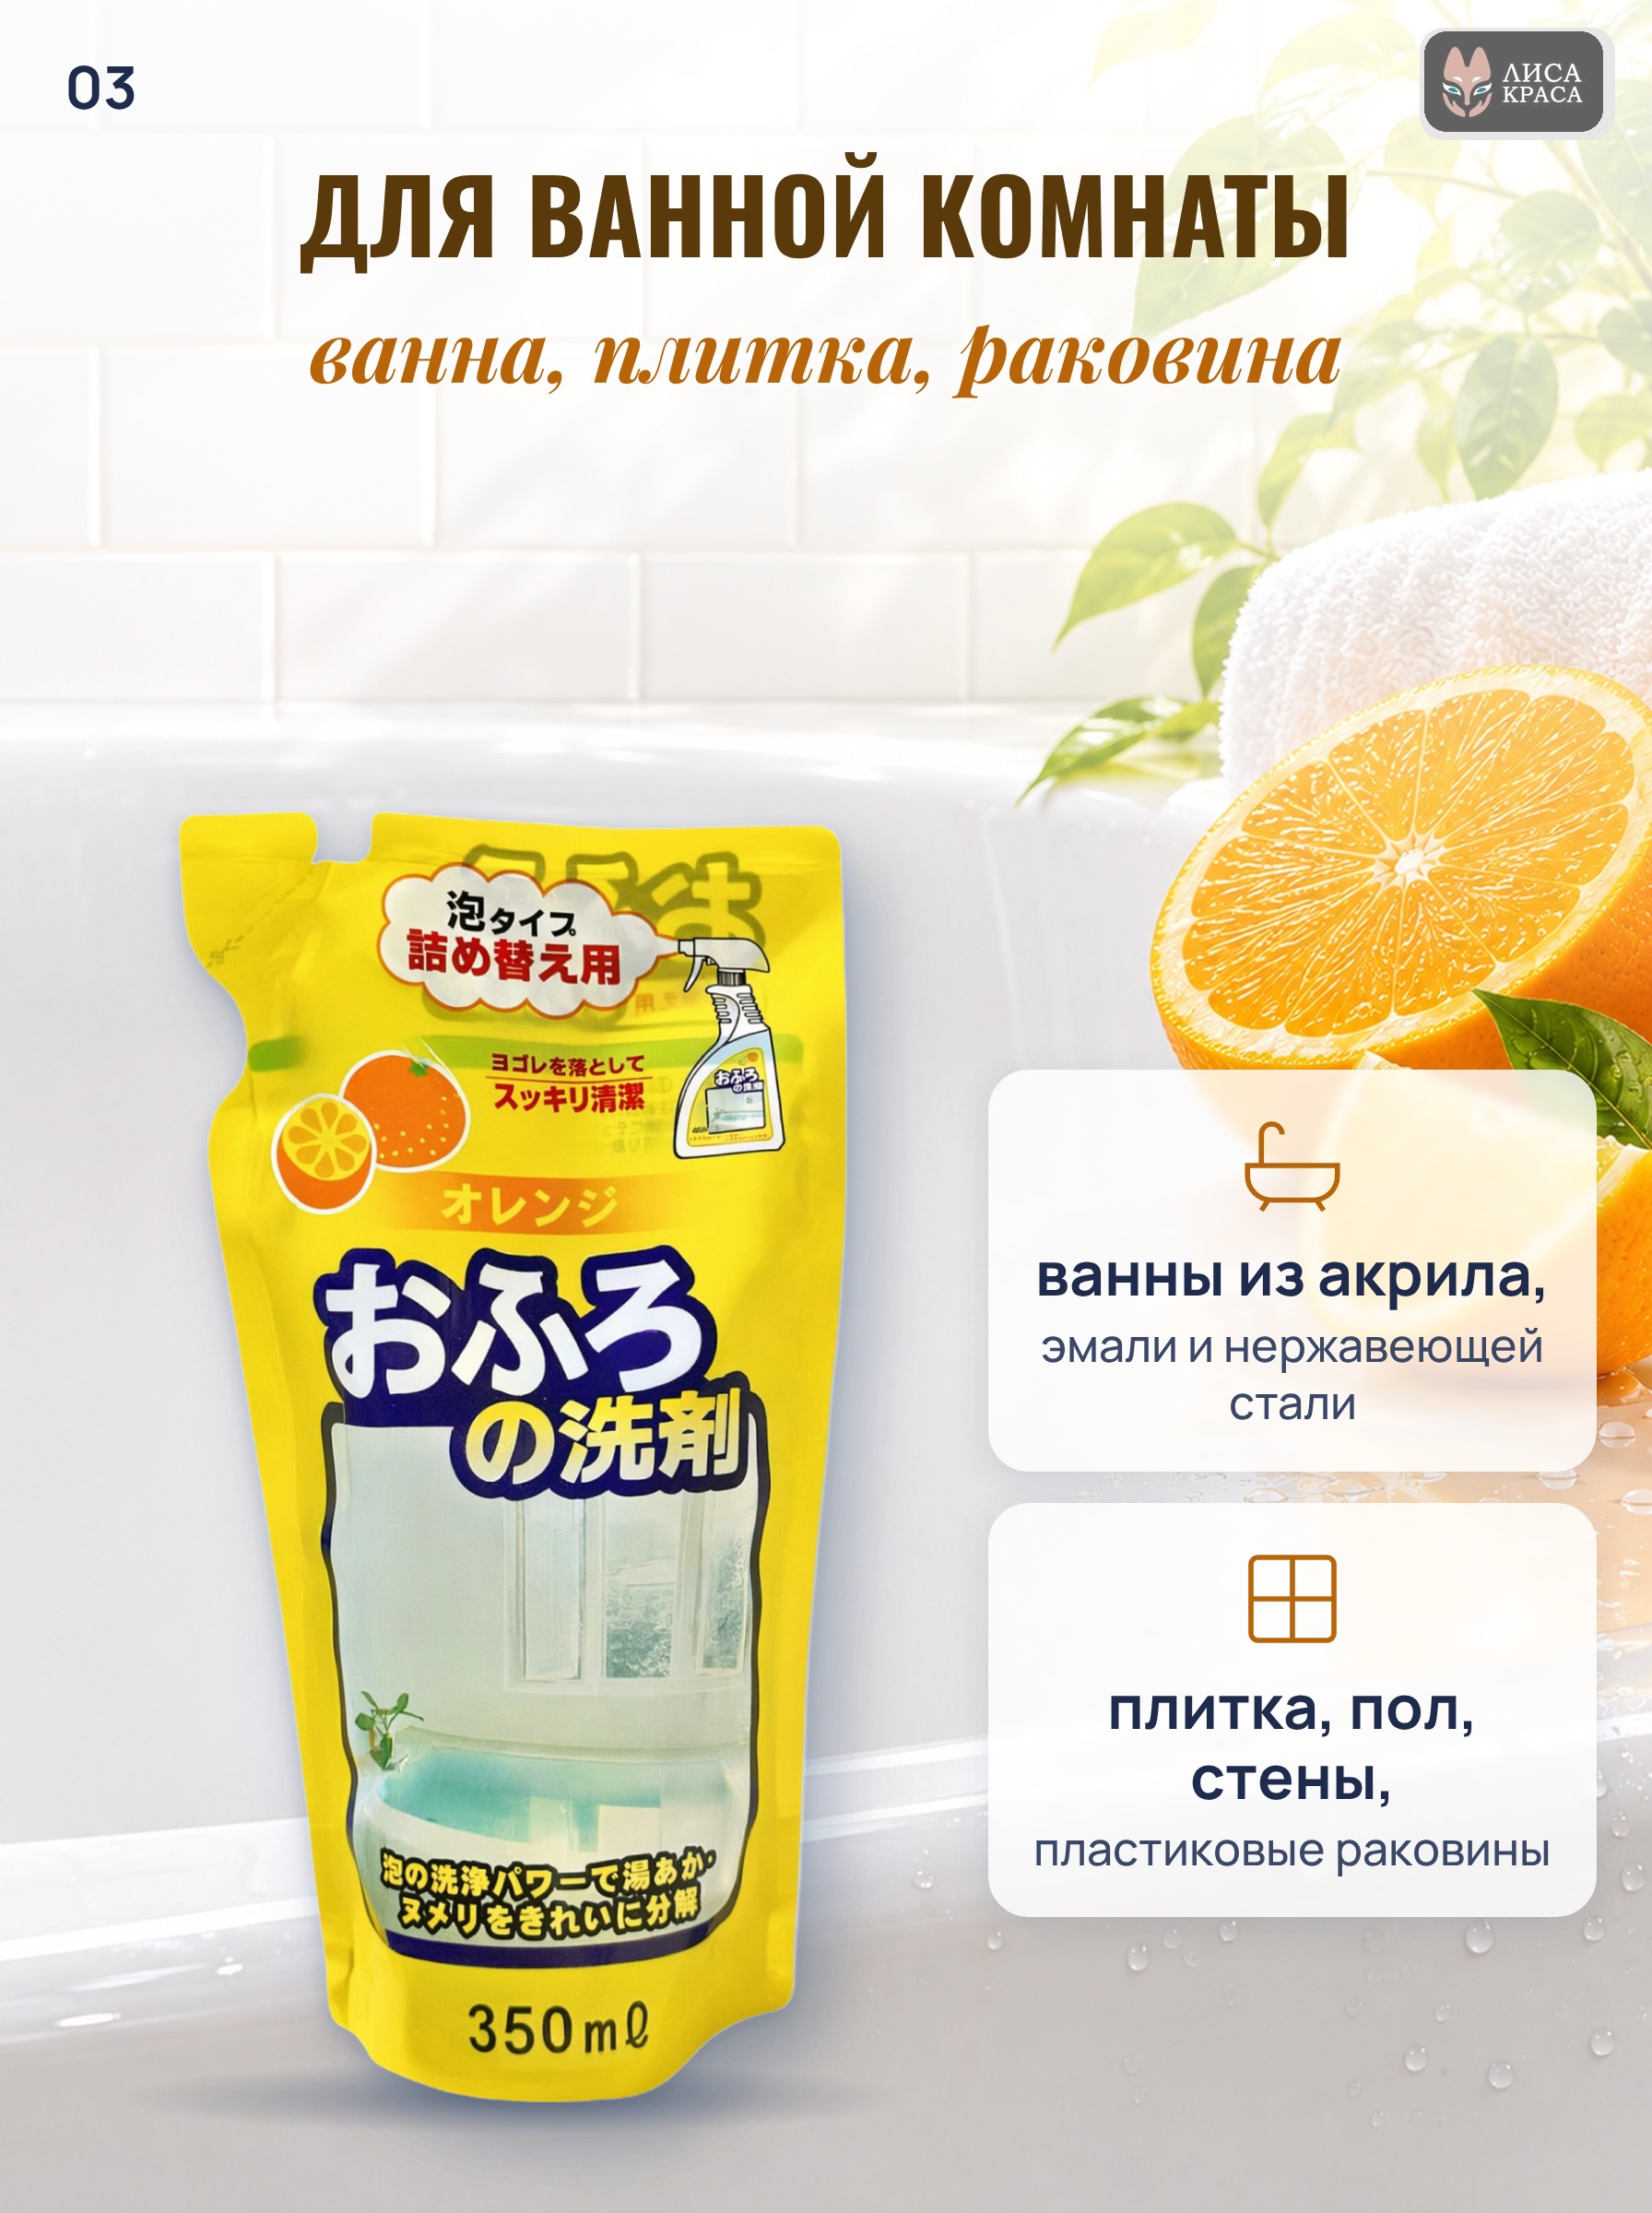 03
ЛИСА
КРАСА
ДЛЯ ВАННОЙ КОМНАТЫ
ванна, плитка, раковина
泡タイプ
詰め替え用
ヨゴレを落として
スッキリ清潔
おふろ
の洗剤
オレンジ
おふろ
の洗剤
泡の洗浄パワーで湯あか・
ヌメリをきれいに分解
350mℓ
ванны из акрила,
эмали и нержавеющей
стали
плитка, пол,
стены,
пластиковые раковины